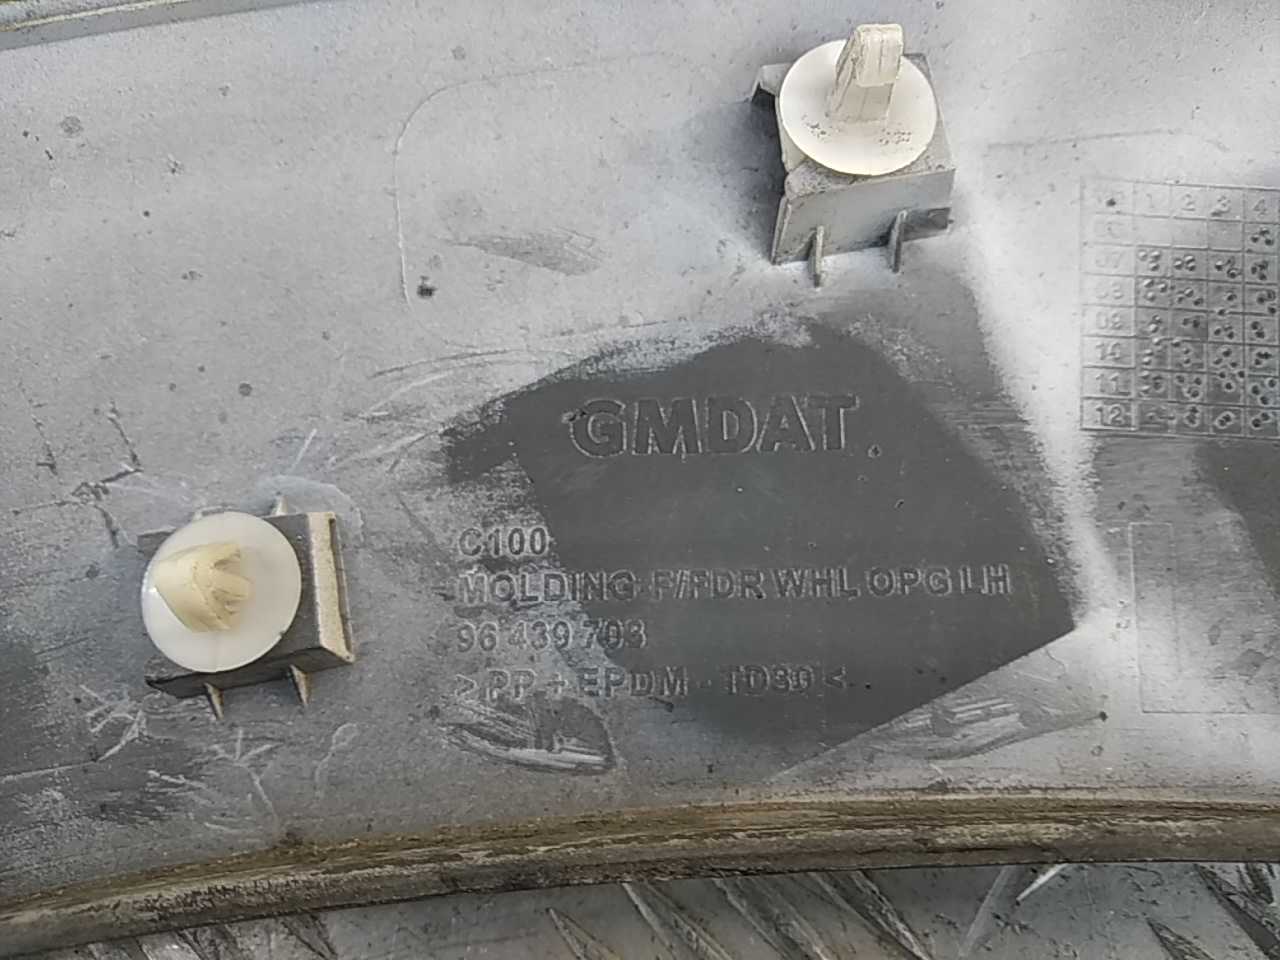 GMDAT
C100
MOLDING-F/FDR WHL OPG LH
96 439 703
>PP+EPDM-TD30<
1 2 3 4
07
08
09
10
11
12